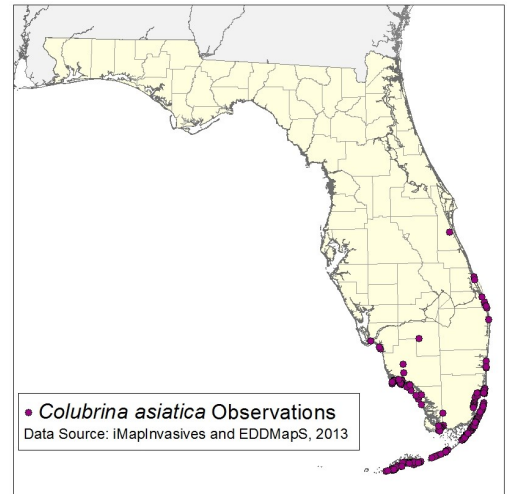 Colubrina asiatica Observations
Data Source: iMapInvasives and EDDMapS, 2013